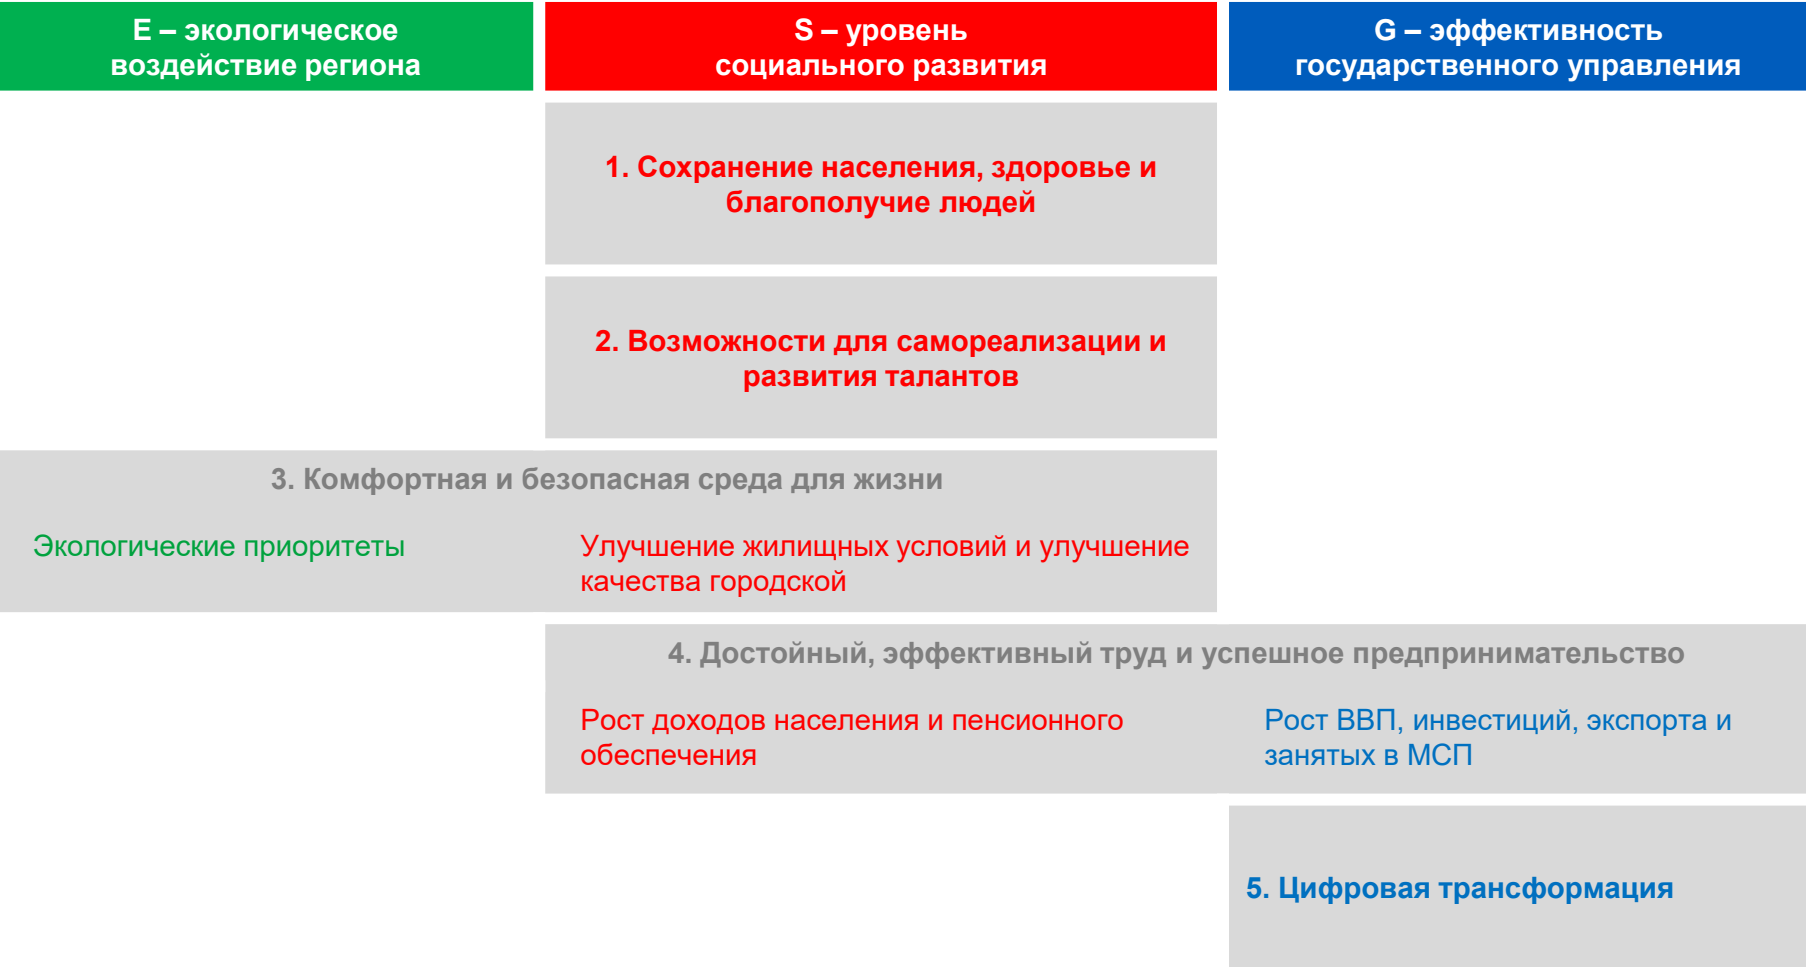 E – экологическое
воздействие региона
S – уровень
социального развития
G – эффективность
государственного управления
1. Сохранение населения, здоровье и
благополучие людей
2. Возможности для самореализации и
развития талантов
3. Комфортная и безопасная среда для жизни
Экологические приоритеты
Улучшение жилищных условий и улучшение
качества городской
4. Достойный, эффективный труд и успешное предпринимательство
Рост доходов населения и пенсионного
обеспечения
Рост ВВП, инвестиций, экспорта и
занятых в МСП
5. Цифровая трансформация